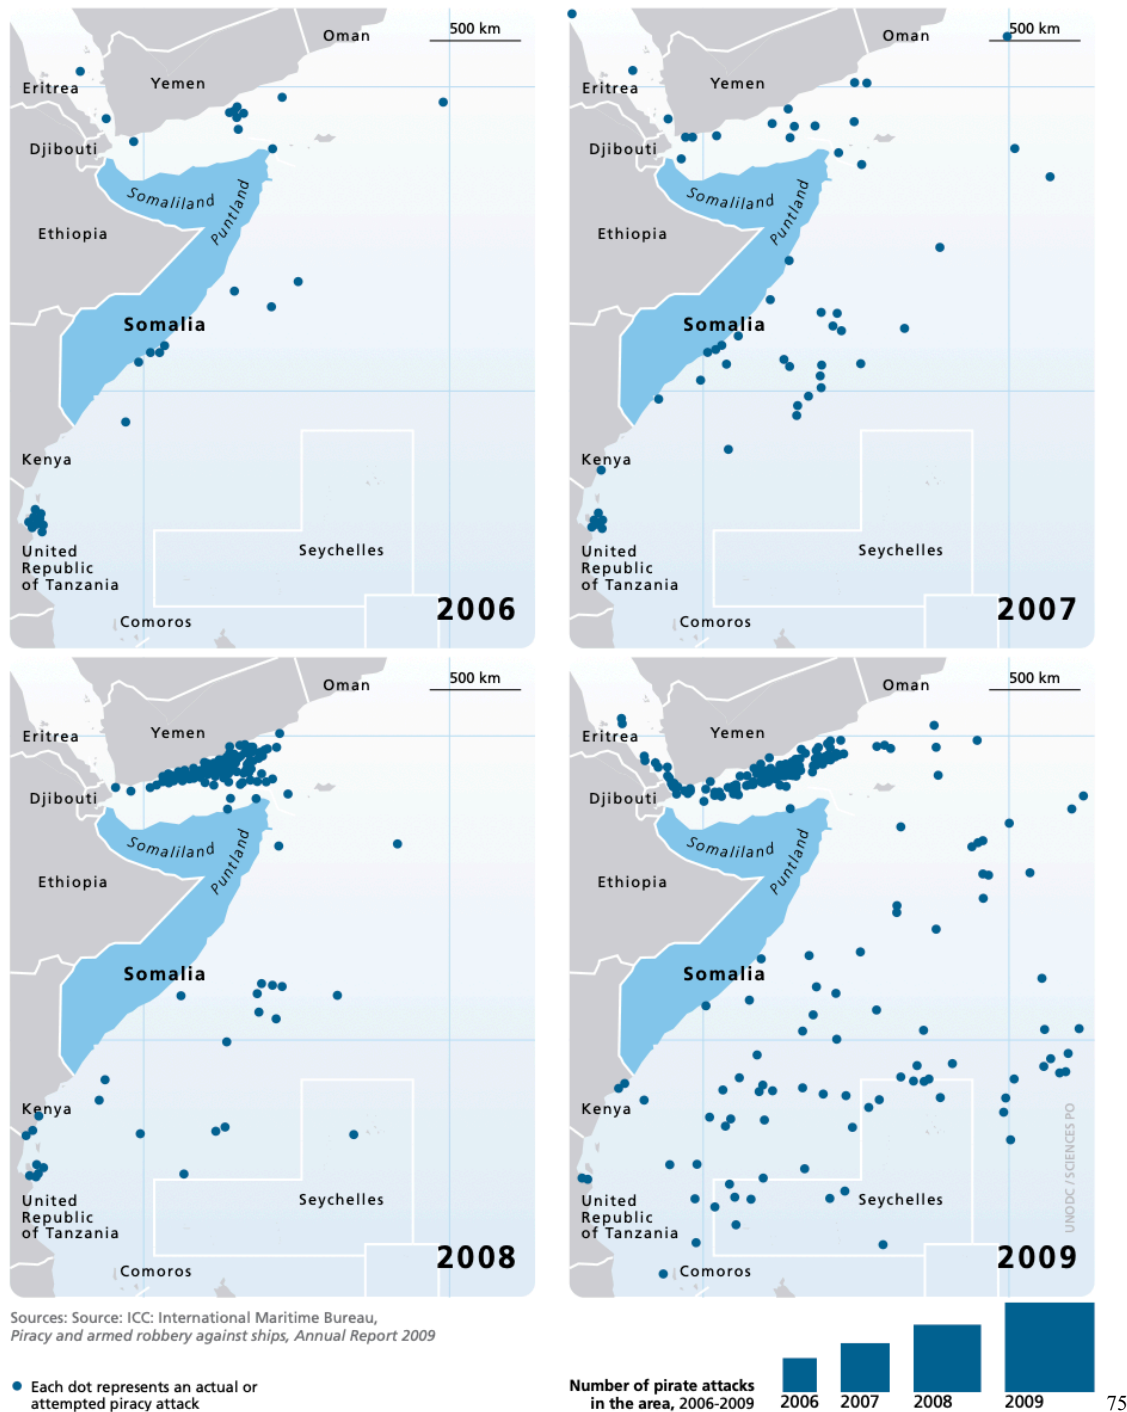 Oman
500 km
Yemen
Eritrea
Djibouti
Somaliland
Puntland
Ethiopia
Somalia
Kenya
United
Republic
of Tanzania
Seychelles
Comoros
2006
Oman
500 km
Yemen
Eritrea
Djibouti
Somaliland
Puntland
Ethiopia
Somalia
Kenya
United
Republic
of Tanzania
Seychelles
Comoros
2007
Oman
500 km
Yemen
Eritrea
Djibouti
Somaliland
Puntland
Ethiopia
Somalia
Kenya
United
Republic
of Tanzania
Seychelles
Comoros
2008
Oman
500 km
Yemen
Eritrea
Djibouti
Somaliland
Puntland
Ethiopia
Somalia
Kenya
United
Republic
of Tanzania
Seychelles
Comoros
2009
UNODC / SCIENCES PO
Sources: Source: ICC: International Maritime Bureau,
Piracy and armed robbery against ships, Annual Report 2009
Each dot represents an actual or
attempted piracy attack
Number of pirate attacks
in the area, 2006-2009
2006 2007 2008 2009
75